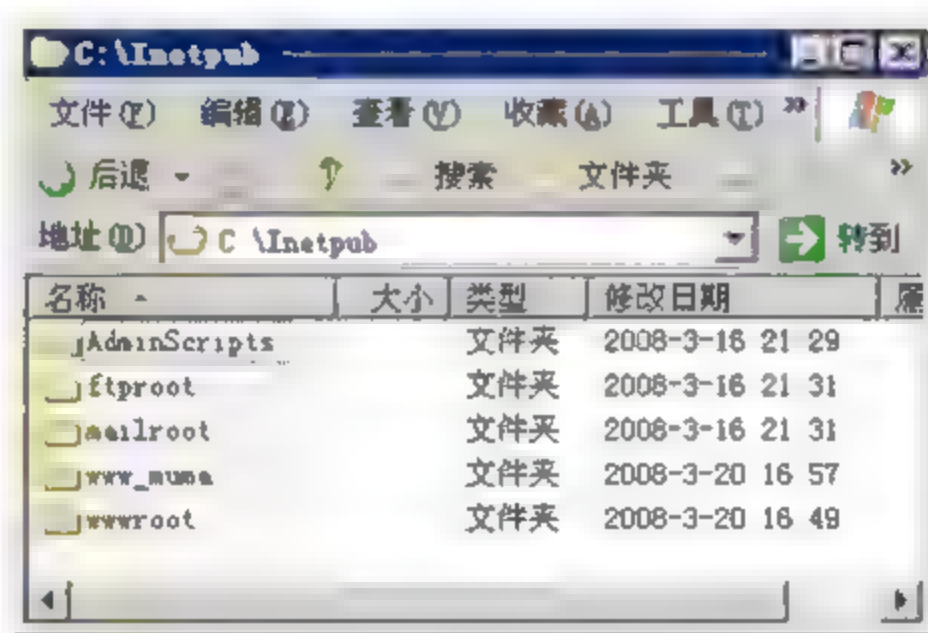 C:\Inetpub
文件(F) 编辑(E) 查看(V) 收藏(A) 工具(T) »
后退 搜索 文件夹 »
地址(D) C \Inetpub 转到
名称 大小 类型 修改日期 属
AdminScripts 文件夹 2008-3-16 21 29
ftproot 文件夹 2008-3-16 21 31
mailroot 文件夹 2008-3-16 21 31
www_muma 文件夹 2008-3-20 16 57
wwwroot 文件夹 2008-3-20 16 49